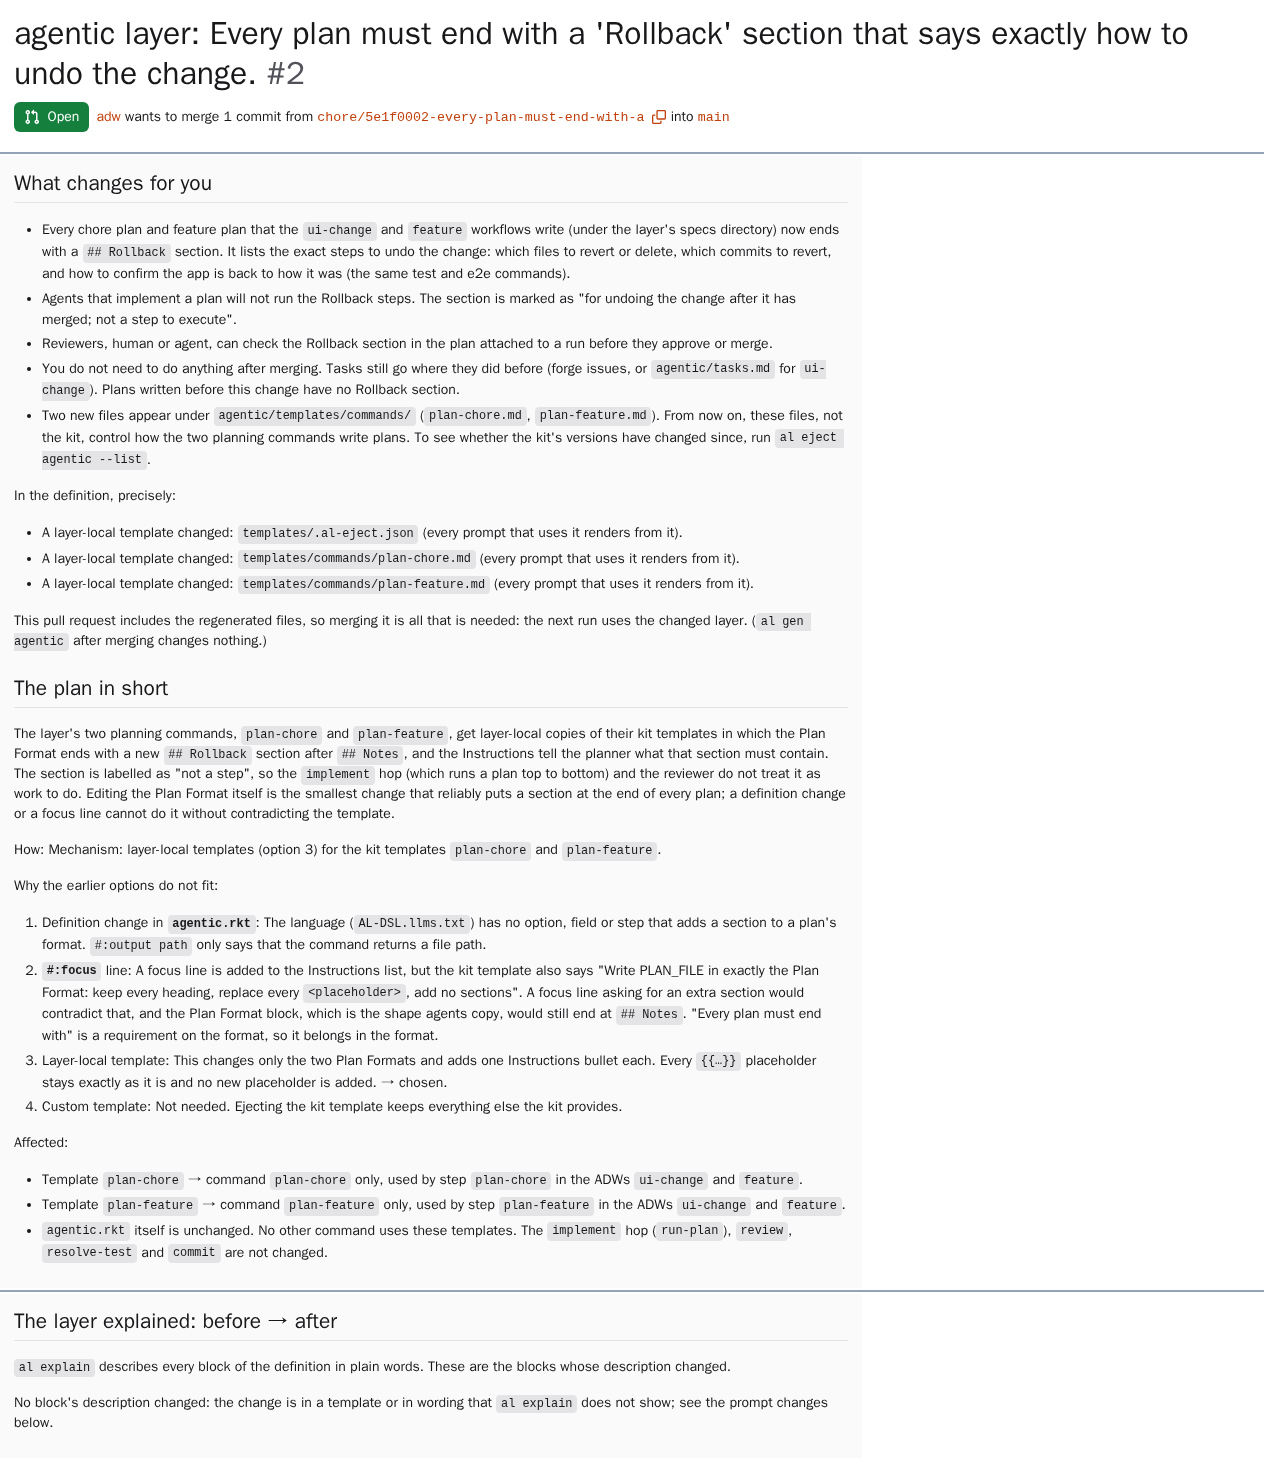 agentic layer: Every plan must end with a 'Rollback' section that says exactly how to
undo the change. #2
Open adw wants to merge 1 commit from chore/5e1f0002-every-plan-must-end-with-a into main
What changes for you
• Every chore plan and feature plan that the ui-change and feature workflows write (under the layer's specs directory) now ends
with a ## Rollback section. It lists the exact steps to undo the change: which files to revert or delete, which commits to revert,
and how to confirm the app is back to how it was (the same test and e2e commands).
• Agents that implement a plan will not run the Rollback steps. The section is marked as "for undoing the change after it has
merged; not a step to execute".
• Reviewers, human or agent, can check the Rollback section in the plan attached to a run before they approve or merge.
• You do not need to do anything after merging. Tasks still go where they did before (forge issues, or agentic/tasks.md for ui-
change ). Plans written before this change have no Rollback section.
• Two new files appear under agentic/templates/commands/ ( plan-chore.md , plan-feature.md ). From now on, these files, not
the kit, control how the two planning commands write plans. To see whether the kit's versions have changed since, run al eject
agentic --list .
In the definition, precisely:
• A layer-local template changed: templates/.al-eject.json (every prompt that uses it renders from it).
• A layer-local template changed: templates/commands/plan-chore.md (every prompt that uses it renders from it).
• A layer-local template changed: templates/commands/plan-feature.md (every prompt that uses it renders from it).
This pull request includes the regenerated files, so merging it is all that is needed: the next run uses the changed layer. ( al gen
agentic after merging changes nothing.)
The plan in short
The layer's two planning commands, plan-chore and plan-feature , get layer-local copies of their kit templates in which the Plan
Format ends with a new ## Rollback section after ## Notes , and the Instructions tell the planner what that section must contain.
The section is labelled as "not a step", so the implement hop (which runs a plan top to bottom) and the reviewer do not treat it as
work to do. Editing the Plan Format itself is the smallest change that reliably puts a section at the end of every plan; a definition change
or a focus line cannot do it without contradicting the template.
How: Mechanism: layer-local templates (option 3) for the kit templates plan-chore and plan-feature .
Why the earlier options do not fit:
1. Definition change in agentic.rkt : The language ( AL-DSL.llms.txt ) has no option, field or step that adds a section to a plan's
format. #:output path only says that the command returns a file path.
2. #:focus line: A focus line is added to the Instructions list, but the kit template also says "Write PLAN_FILE in exactly the Plan
Format: keep every heading, replace every <placeholder> , add no sections". A focus line asking for an extra section would
contradict that, and the Plan Format block, which is the shape agents copy, would still end at ## Notes . "Every plan must end
with" is a requirement on the format, so it belongs in the format.
3. Layer-local template: This changes only the two Plan Formats and adds one Instructions bullet each. Every {{…}} placeholder
stays exactly as it is and no new placeholder is added. → chosen.
4. Custom template: Not needed. Ejecting the kit template keeps everything else the kit provides.
Affected:
• Template plan-chore → command plan-chore only, used by step plan-chore in the ADWs ui-change and feature .
• Template plan-feature → command plan-feature only, used by step plan-feature in the ADWs ui-change and feature .
• agentic.rkt itself is unchanged. No other command uses these templates. The implement hop ( run-plan ), review ,
resolve-test and commit are not changed.
The layer explained: before → after
al explain describes every block of the definition in plain words. These are the blocks whose description changed.
No block's description changed: the change is in a template or in wording that al explain does not show; see the prompt changes
below.